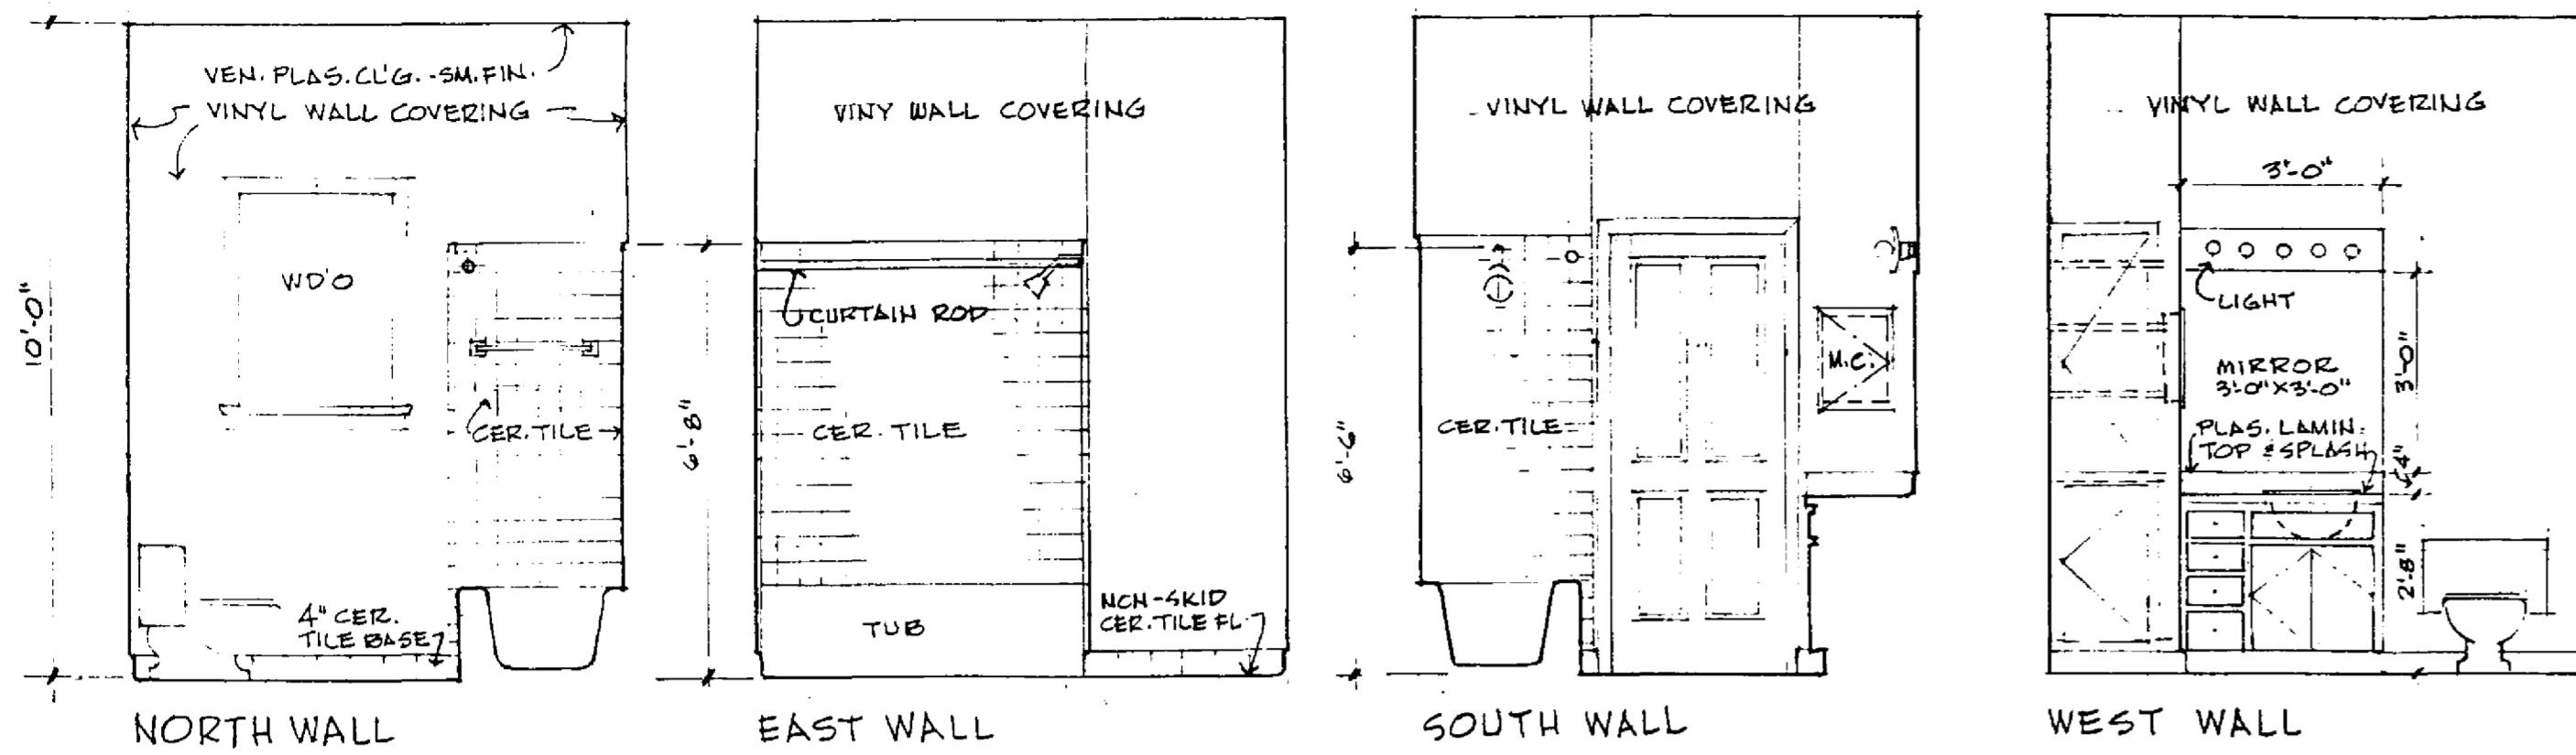 10'-0"
VEN. PLAS. CL'G. - SM. FIN.
VINYL WALL COVERING
WD'O
CER. TILE
4" CER.
TILE BASE
NORTH WALL
6'-8"
VINY WALL COVERING
CURTAIN ROD
CER. TILE
TUB
NON-SKID
CER. TILE FL.
EAST WALL
6'-6"
VINYL WALL COVERING
CER. TILE
M.C.
SOUTH WALL
VINYL WALL COVERING
3'-0"
LIGHT
MIRROR
3'-0" X 3'-0"
3'-0"
PLAS. LAMIN.
TOP & SPLASH
4"
2'-8"
WEST WALL